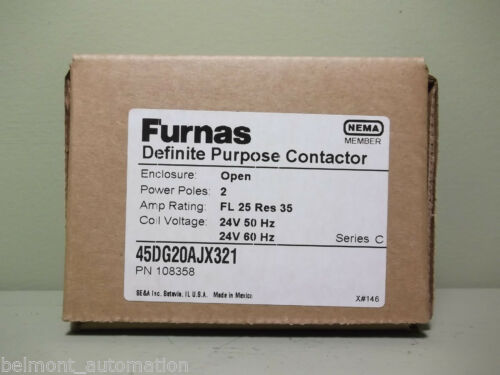 Furnas
NEMA
MEMBER
Definite Purpose Contactor
Enclosure: Open
Power Poles: 2
Amp Rating: FL 25 Res 35
Coil Voltage: 24V 50 Hz
24V 60 Hz
Series C
45DG20AJX321
PN 108358
SE&A Inc. Batavia, IL U.S.A. Made in Mexico
X#146
belmont_automation